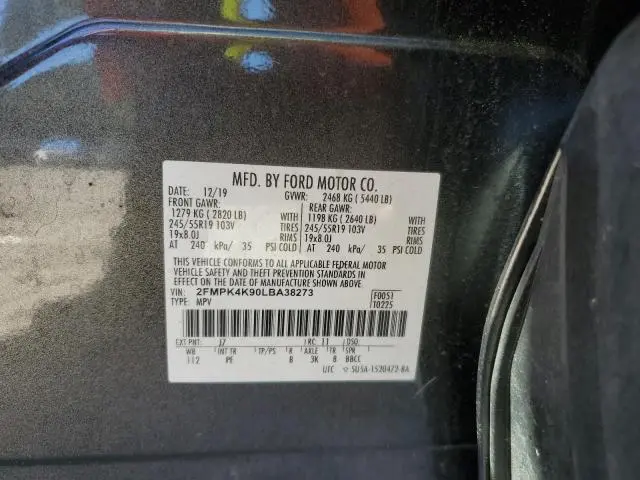 MFD. BY FORD MOTOR CO.
DATE: 12/19 GVWR: 2468 KG ( 5440 LB)
FRONT GAWR: REAR GAWR:
1279 KG ( 2820 LB) WITH 1198 KG ( 2640 LB) WITH
245/55R19 103V TIRES 245/55R19 103V TIRES
19x8.0J RIMS 19x8.0J RIMS
AT 240 kPa/ 35 PSI COLD AT 240 kPa/ 35 PSI COLD
THIS VEHICLE CONFORMS TO ALL APPLICABLE FEDERAL MOTOR
VEHICLE SAFETY AND THEFT PREVENTION STANDARDS IN
EFFECT ON THE DATE OF MANUFACTURE SHOWN ABOVE.
VIN: 2FMPK4K90LBA38273 F0051
TYPE: MPV T0225
EXT PNT: J7 RC: 11 DSO:
WB INT TR TP/PS R AXLE TR SPR
112 PE B 3K 8 BBCC
UTC 5U5A-1520472-BA